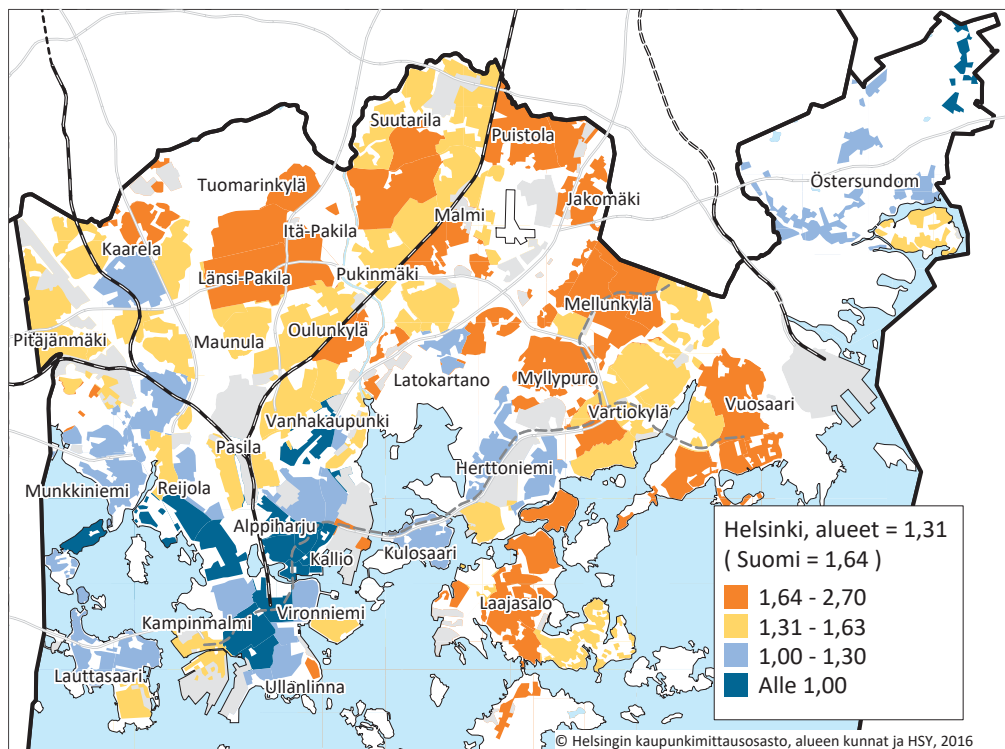 Suutarila
Puistola
Tuomarinkylä
Östersundom
Jakomäki
Malmi
Itä-Pakila
Kaarela
Länsi-Pakila
Pukinmäki
Mellunkylä
Oulunkylä
Pitäjänmäki
Maunula
Latokartano
Myllypuro
Vuosaari
Vartiokylä
Vanhakaupunki
Pasila
Herttoniemi
Munkkiniemi
Reijola
Alppiharju
Kallio
Kulosaari
Laajasalo
Vironniemi
Kampinmalmi
Lauttasaari
Ullanlinna
Helsinki, alueet = 1,31
( Suomi = 1,64 )
1,64 - 2,70
1,31 - 1,63
1,00 - 1,30
Alle 1,00
© Helsingin kaupunkimittausosasto, alueen kunnat ja HSY, 2016